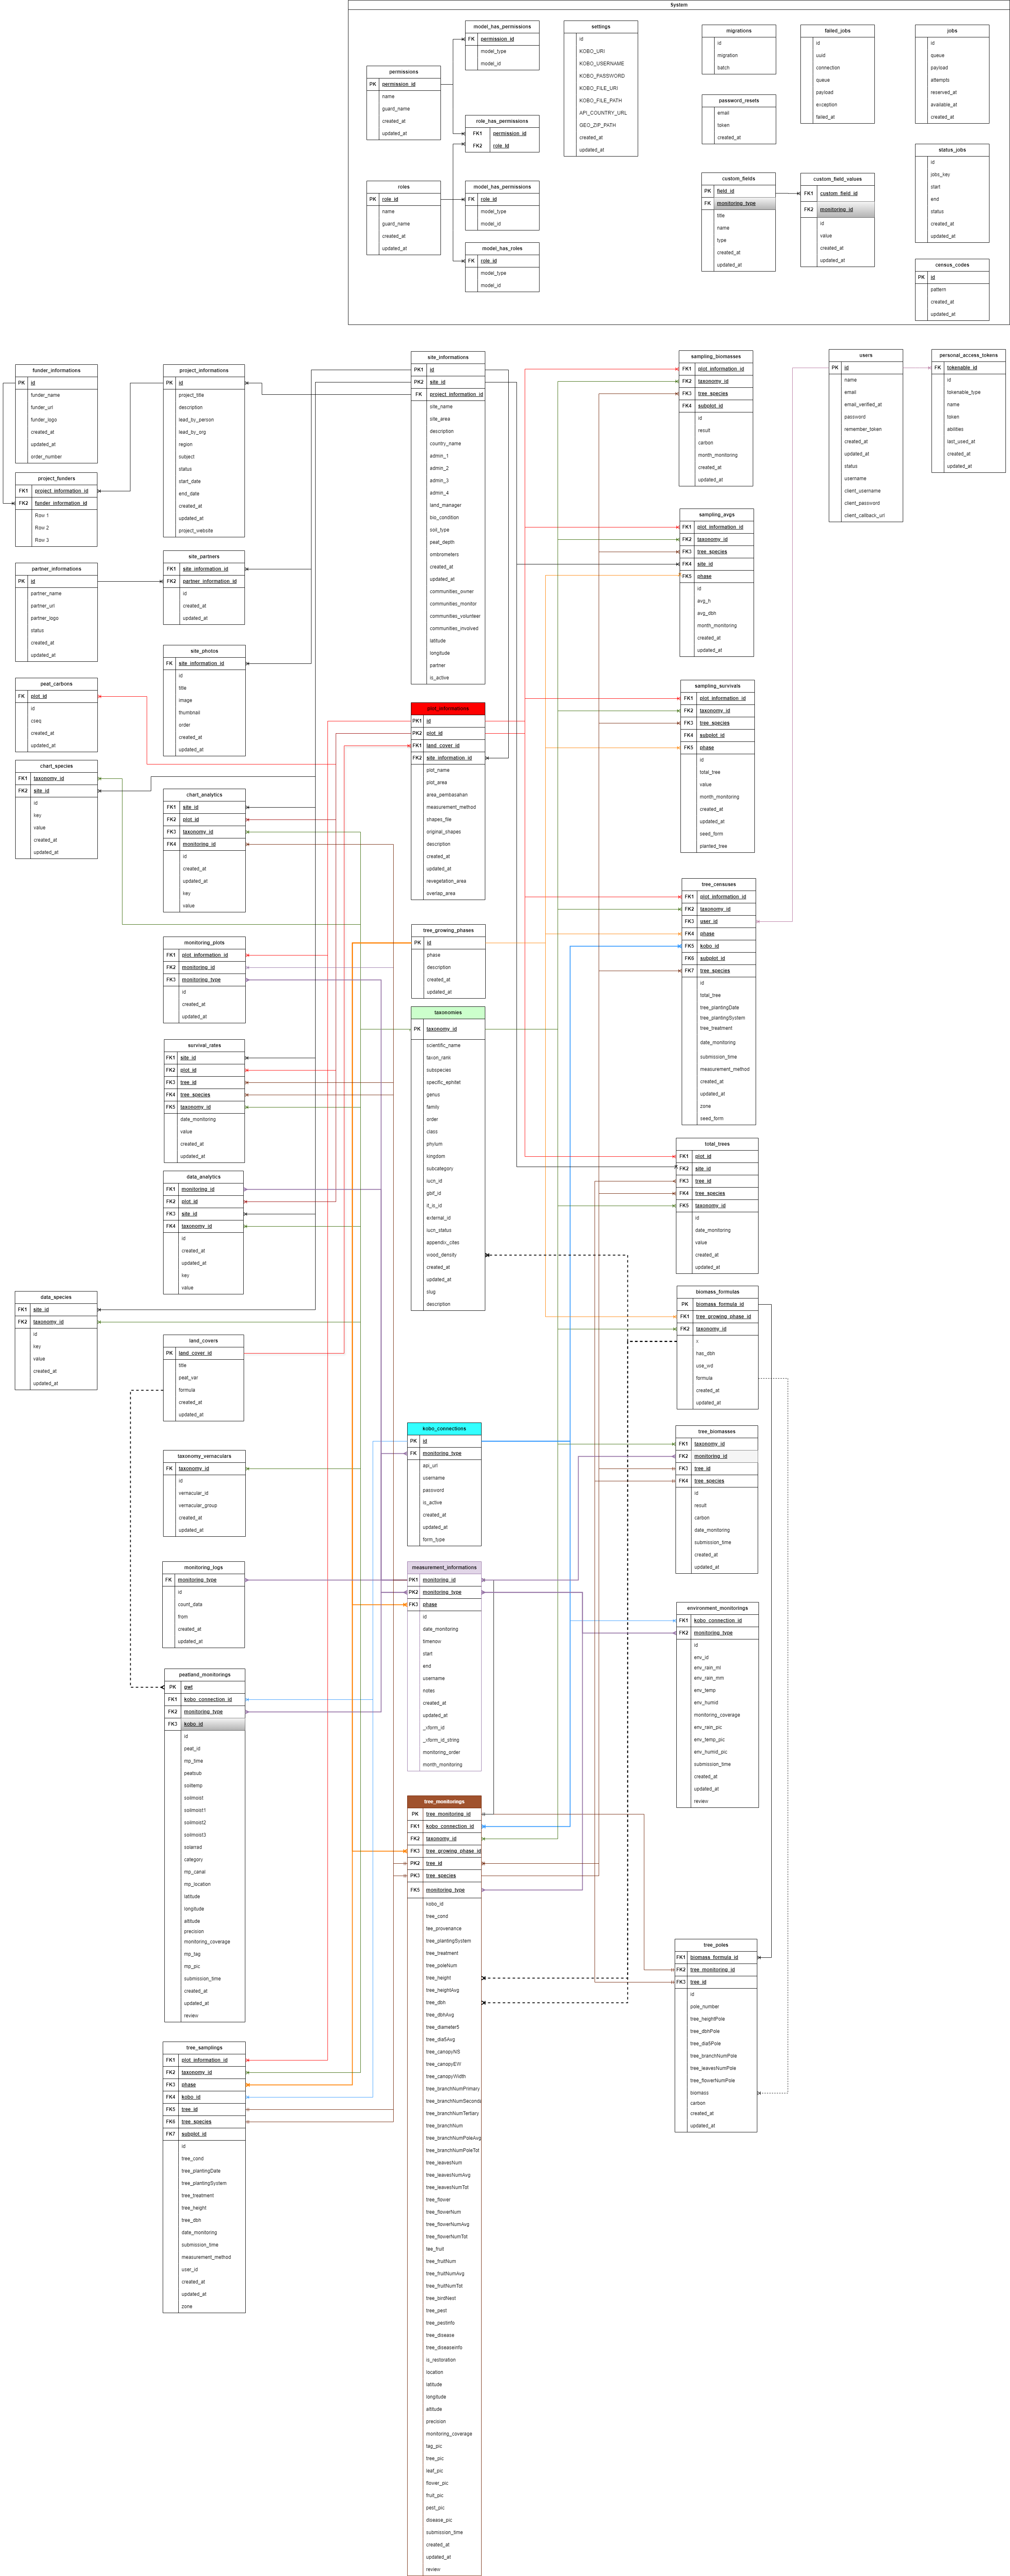 System
model_has_permissions
FK permission_id
model_type
model_id
permissions
PK permission_id
name
guard_name
created_at
updated_at
role_has_permissions
FK1 permission_id
FK2 role_id
roles
PK role_id
name
guard_name
created_at
updated_at
model_has_permissions
FK role_id
model_type
model_id
model_has_roles
FK role_id
model_type
model_id
settings
id
KOBO_URI
KOBO_USERNAME
KOBO_PASSWORD
KOBO_FILE_URI
KOBO_FILE_PATH
API_COUNTRY_URL
GEO_ZIP_PATH
created_at
updated_at
migrations
id
migration
batch
password_resets
email
token
created_at
custom_fields
PK field_id
FK monitoring_type
title
name
type
created_at
updated_at
failed_jobs
id
uuid
connection
queue
payload
exception
failed_at
custom_field_values
FK1 custom_field_id
FK2 monitoring_id
id
value
created_at
updated_at
jobs
id
queue
payload
attempts
reserved_at
available_at
created_at
status_jobs
id
jobs_key
start
end
status
created_at
updated_at
census_codes
PK id
pattern
created_at
updated_at
funder_informations
PK id
funder_name
funder_url
funder_logo
created_at
updated_at
order_number
project_funders
FK1 project_information_id
FK2 funder_information_id
Row 1
Row 2
Row 3
partner_informations
PK id
partner_name
partner_url
partner_logo
status
created_at
updated_at
peat_carbons
FK plot_id
id
cseq
created_at
updated_at
chart_species
FK1 taxonomy_id
FK2 site_id
id
key
value
created_at
updated_at
data_species
FK1 site_id
FK2 taxonomy_id
id
key
value
created_at
updated_at
project_informations
PK id
project_title
description
lead_by_person
lead_by_org
region
subject
status
start_date
end_date
created_at
updated_at
project_website
site_partners
FK1 site_information_id
FK2 partner_information_id
id
created_at
updated_at
site_photos
FK site_information_id
id
title
image
thumbnail
order
created_at
updated_at
chart_analytics
FK1 site_id
FK2 plot_id
FK3 taxonomy_id
FK4 monitoring_id
id
created_at
updated_at
key
value
monitoring_plots
FK1 plot_information_id
FK2 monitoring_id
FK3 monitoring_type
id
created_at
updated_at
survival_rates
FK1 site_id
FK2 plot_id
FK3 tree_id
FK4 tree_species
FK5 taxonomy_id
date_monitoring
value
created_at
updated_at
data_analytics
FK1 monitoring_id
FK2 plot_id
FK3 site_id
FK4 taxonomy_id
id
created_at
updated_at
key
value
land_covers
PK land_cover_id
title
peat_var
formula
created_at
updated_at
taxonomy_vernaculars
FK taxonomy_id
id
vernacular_id
vernacular_group
created_at
updated_at
monitoring_logs
FK monitoring_type
id
count_data
from
created_at
updated_at
peatland_monitorings
PK gwt
FK1 kobo_connection_id
FK2 monitoring_type
FK3 kobo_id
id
peat_id
mp_time
peatsub
soiltemp
soilmoist
soilmoist1
soilmoist2
soilmoist3
solarrad
category
mp_canal
mp_location
latitude
longitude
altitude
precision
monitoring_coverage
mp_tag
mp_pic
submission_time
created_at
updated_at
review
tree_samplings
FK1 plot_information_id
FK2 taxonomy_id
FK3 phase
FK4 kobo_id
FK5 tree_id
FK6 tree_species
FK7 subplot_id
id
tree_cond
tree_plantingDate
tree_plantingSystem
tree_treatment
tree_height
tree_dbh
date_monitoring
submission_time
measurement_method
user_id
created_at
updated_at
zone
site_informations
PK1 id
PK2 site_id
FK project_information_id
site_name
site_area
description
country_name
admin_1
admin_2
admin_3
admin_4
land_manager
bio_condition
soil_type
peat_depth
ombrometers
created_at
updated_at
communities_owner
communities_monitor
communities_volunteer
communities_involved
latitude
longitude
partner
is_active
plot_informations
PK1 id
PK2 plot_id
FK1 land_cover_id
FK2 site_information_id
plot_name
plot_area
area_pembasahan
measurement_method
shapes_file
original_shapes
description
created_at
updated_at
revegetation_area
overlap_area
tree_growing_phases
PK id
phase
description
created_at
updated_at
taxonomies
PK taxonomy_id
scientific_name
taxon_rank
subspecies
specific_ephitet
genus
family
order
class
phylum
kingdom
subcategory
iucn_id
gbif_id
it_is_id
external_id
iucn_status
appendix_cites
wood_density
created_at
updated_at
slug
description
kobo_connections
PK id
FK monitoring_type
api_url
username
password
is_active
created_at
updated_at
form_type
measurement_informations
PK1 monitoring_id
PK2 monitoring_type
FK3 phase
id
date_monitoring
timenow
start
end
username
notes
created_at
updated_at
_xform_id
_xform_id_string
monitoring_order
month_monitoring
tree_monitorings
PK tree_monitoring_id
FK1 kobo_connection_id
FK2 taxonomy_id
FK3 tree_growing_phase_id
PK2 tree_id
PK3 tree_species
FK5 monitoring_type
kobo_id
tree_cond
tee_provenance
tree_plantingSystem
tree_treatment
tree_poleNum
tree_height
tree_heightAvg
tree_dbh
tree_dbhAvg
tree_diameter5
tree_dia5Avg
tree_canopyNS
tree_canopyEW
tree_canopyWidth
tree_branchNumPrimary
tree_branchNumSeconds
tree_branchNumTertiary
tree_branchNum
tree_branchNumPoleAvg
tree_branchNumPoleTot
tree_leavesNum
tree_leavesNumAvg
tree_leavesNumTot
tree_flower
tree_flowerNum
tree_flowerNumAvg
tree_flowerNumTot
tee_fruit
tree_fruitNum
tree_fruitNumAvg
tree_fruitNumTot
tree_birdNest
tree_pest
tree_pestinfo
tree_disease
tree_diseaseinfo
is_restoration
location
latitude
longitude
altitude
precision
monitoring_coverage
tag_pic
tree_pic
leaf_pic
flower_pic
fruit_pic
pest_pic
disease_pic
submission_time
created_at
updated_at
review
sampling_biomasses
FK1 plot_information_id
FK2 taxonomy_id
FK3 tree_species
FK4 subplot_id
id
result
carbon
month_monitoring
created_at
updated_at
sampling_avgs
FK1 plot_information_id
FK2 taxonomy_id
FK3 tree_species
FK4 site_id
FK5 phase
id
avg_h
avg_dbh
month_monitoring
created_at
updated_at
sampling_survivals
FK1 plot_information_id
FK2 taxonomy_id
FK3 tree_species
FK4 subplot_id
FK5 phase
id
total_tree
value
month_monitoring
created_at
updated_at
seed_form
planted_tree
tree_censuses
FK1 plot_information_id
FK2 taxonomy_id
FK3 user_id
FK4 phase
FK5 kobo_id
FK6 subplot_id
FK7 tree_species
id
total_tree
tree_plantingDate
tree_plantingSystem
tree_treatment
date_monitoring
submission_time
measurement_method
created_at
updated_at
zone
seed_form
total_trees
FK1 plot_id
FK2 site_id
FK3 tree_id
FK4 tree_species
FK5 taxonomy_id
id
date_monitoring
value
created_at
updated_at
biomass_formulas
PK biomass_formula_id
FK1 tree_growing_phase_id
FK2 taxonomy_id
x
has_dbh
use_wd
formula
created_at
updated_at
tree_biomasses
FK1 taxonomy_id
FK2 monitoring_id
FK3 tree_id
FK4 tree_species
id
result
carbon
date_monitoring
submission_time
created_at
updated_at
environment_monitorings
FK1 kobo_connection_id
FK2 monitoring_type
id
env_id
env_rain_ml
env_rain_mm
env_temp
env_humid
monitoring_coverage
env_rain_pic
env_temp_pic
env_humid_pic
submission_time
created_at
updated_at
review
tree_poles
FK1 biomass_formula_id
FK2 tree_monitoring_id
FK3 tree_id
id
pole_number
tree_heightPole
tree_dbhPole
tree_dia5Pole
tree_branchNumPole
tree_leavesNumPole
tree_flowerNumPole
biomass
carbon
created_at
updated_at
users
PK id
name
email
email_verified_at
password
remember_token
created_at
updated_at
status
username
client_username
client_password
client_callback_url
personal_access_tokens
FK tokenable_id
id
tokenable_type
name
token
abilities
last_used_at
created_at
updated_at